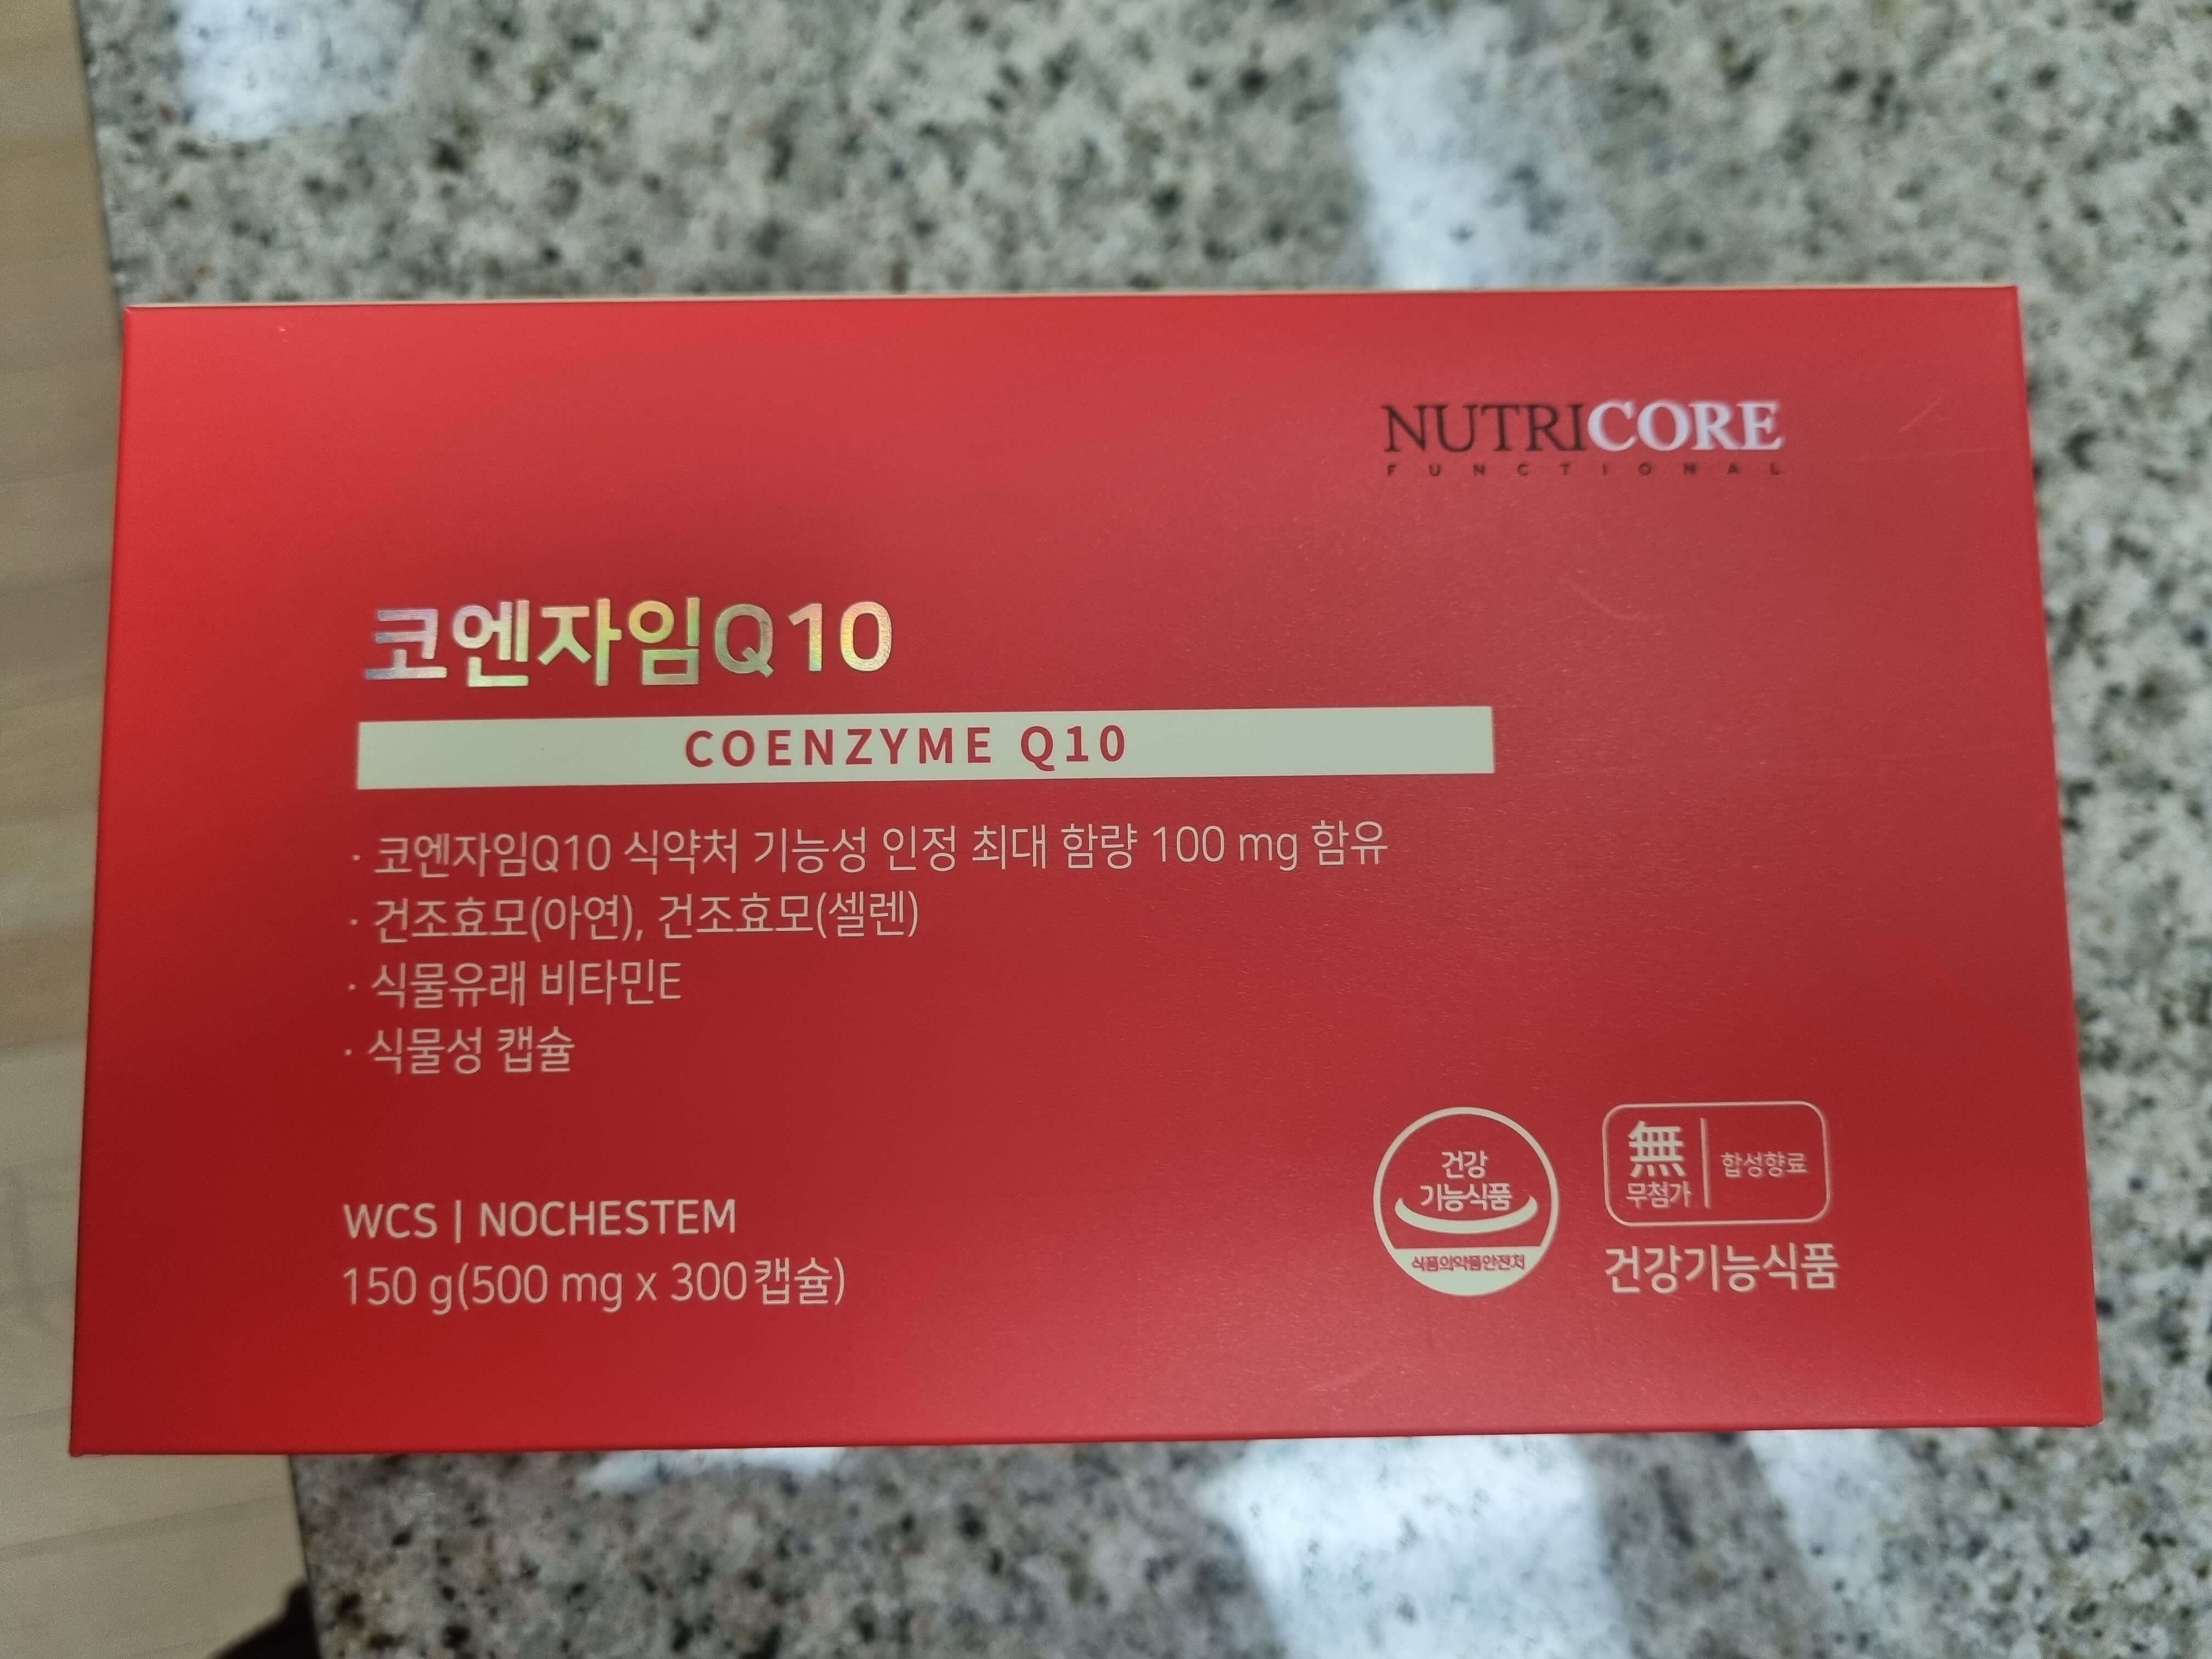 NUTRICORE
FUNCTIONAL
코엔자임Q10
COENZYME Q10
· 코엔자임Q10 식약처 기능성 인정 최대 함량 100 mg 함유
· 건조효모(아연), 건조효모(셀렌)
· 식물유래 비타민E
· 식물성 캡슐
WCS | NOCHESTEM
150 g(500 mg x 300캡슐)
건강
기능식품
식품의약품안전처
無
무첨가
합성향료
건강기능식품